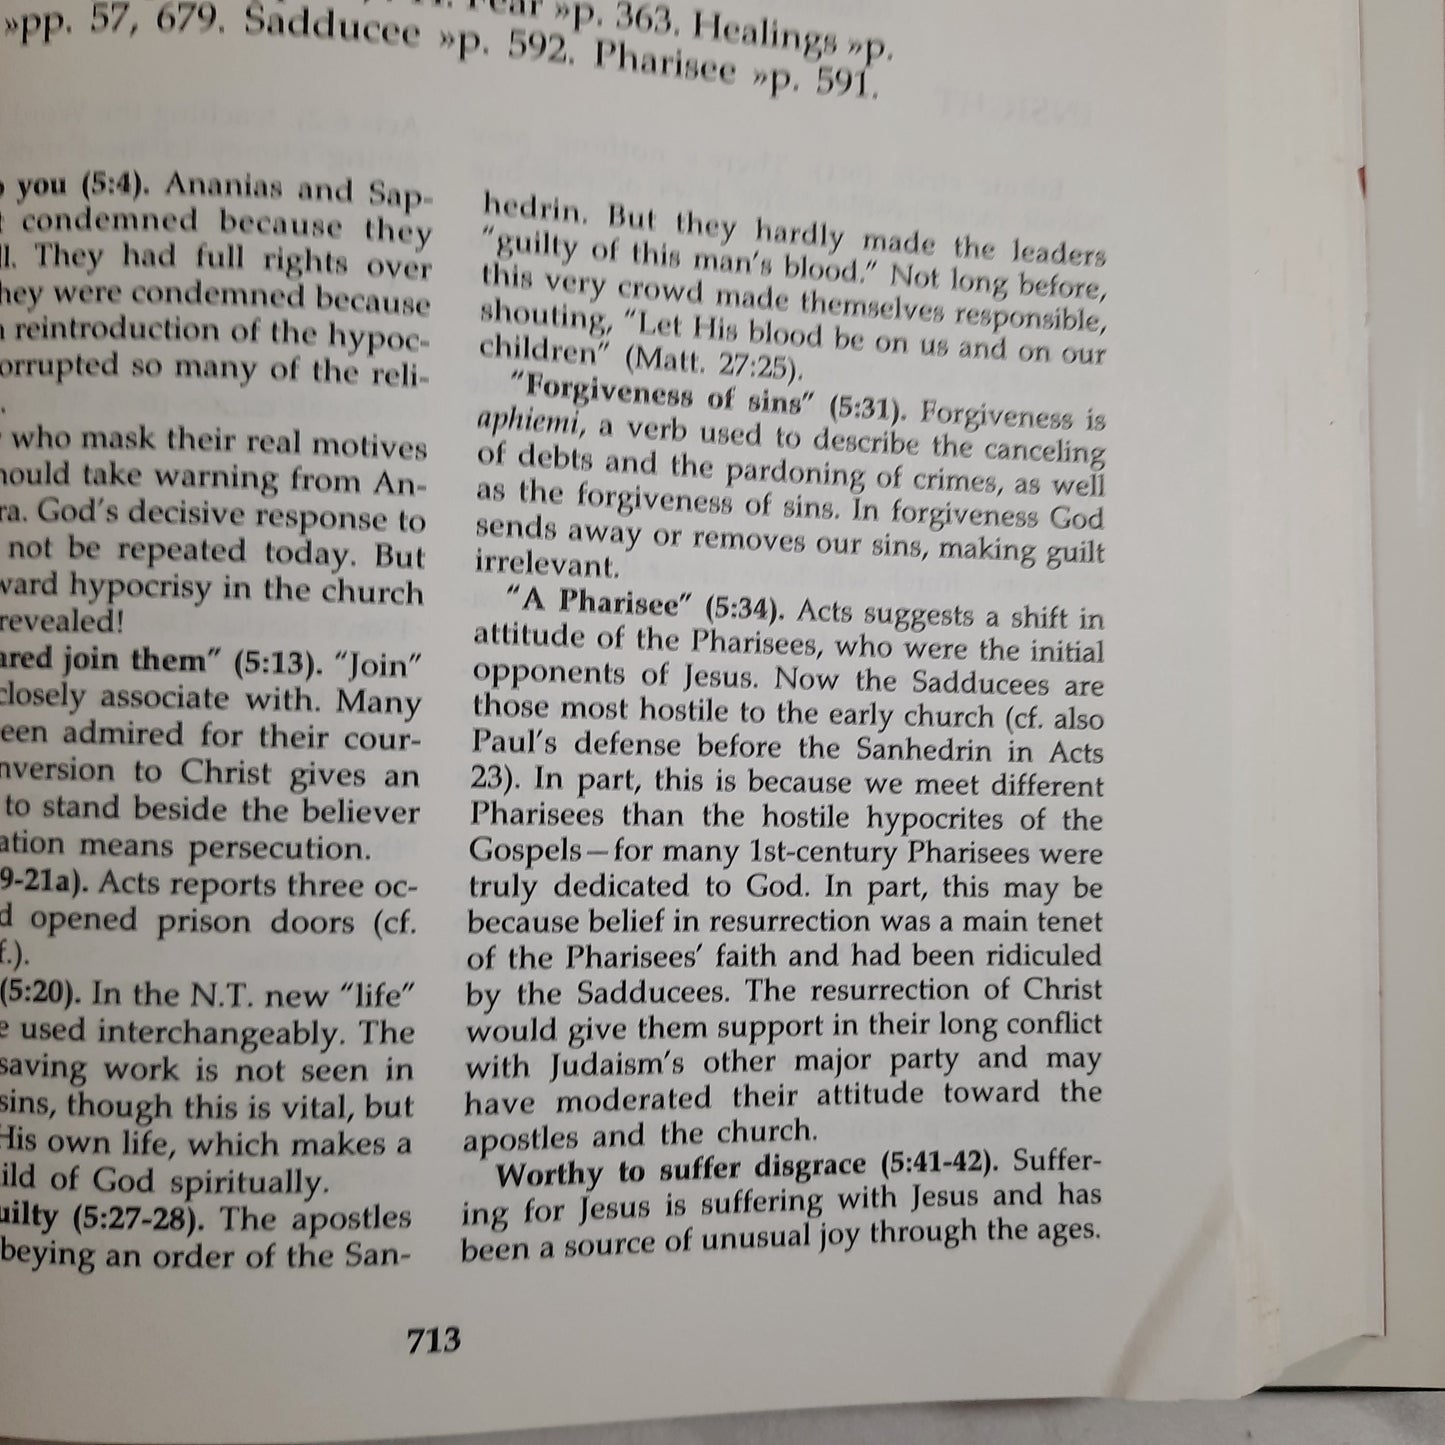 Fear »p. 363. Healings »p.
»pp. 57, 679. Sadducee »p. 592. Pharisee »p. 591.
you (5:4). Ananias and Sap-
condemned because they
They had full rights over
they were condemned because
reintroduction of the hypoc-
orrupted so many of the reli-
who mask their real motives
should take warning from An-
ra. God's decisive response to
not be repeated today. But
ward hypocrisy in the church
revealed!
ared join them" (5:13). "Join"
closely associate with. Many
een admired for their cour-
nversion to Christ gives an
to stand beside the believer
ation means persecution.
9-21a). Acts reports three oc-
d opened prison doors (cf.
f.).
(5:20). In the N.T. new "life"
e used interchangeably. The
saving work is not seen in
sins, though this is vital, but
His own life, which makes a
ild of God spiritually.
uilty (5:27-28). The apostles
beying an order of the San-
hedrin. But they hardly made the leaders
"guilty of this man's blood." Not long before,
this very crowd made themselves responsible,
shouting, "Let His blood be on us and on our
children" (Matt. 27:25).
"Forgiveness of sins" (5:31). Forgiveness is
aphiemi, a verb used to describe the canceling
of debts and the pardoning of crimes, as well
as the forgiveness of sins. In forgiveness God
sends away or removes our sins, making guilt
irrelevant.
"A Pharisee" (5:34). Acts suggests a shift in
attitude of the Pharisees, who were the initial
opponents of Jesus. Now the Sadducees are
those most hostile to the early church (cf. also
Paul's defense before the Sanhedrin in Acts
23). In part, this is because we meet different
Pharisees than the hostile hypocrites of the
Gospels—for many 1st-century Pharisees were
truly dedicated to God. In part, this may be
because belief in resurrection was a main tenet
of the Pharisees' faith and had been ridiculed
by the Sadducees. The resurrection of Christ
would give them support in their long conflict
with Judaism's other major party and may
have moderated their attitude toward the
apostles and the church.
Worthy to suffer disgrace (5:41-42). Suffer-
ing for Jesus is suffering with Jesus and has
been a source of unusual joy through the ages.
713